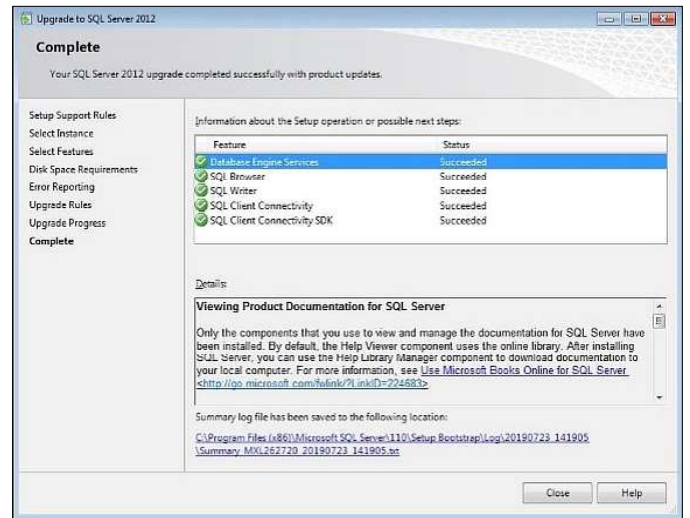 Upgrade to SQL Server 2012
Complete
Your SQL Server 2012 upgrade completed successfully with product updates.
Setup Support Rules
Select Instance
Select Features
Disk Space Requirements
Error Reporting
Upgrade Rules
Upgrade Progress
Complete
Information about the Setup operation or possible next steps:
Feature Status
Database Engine Services Succeeded
SQL Browser Succeeded
SQL Writer Succeeded
SQL Client Connectivity Succeeded
SQL Client Connectivity SDK Succeeded
Details:
Viewing Product Documentation for SQL Server
Only the components that you use to view and manage the documentation for SQL Server have
been installed. By default, the Help Viewer component uses the online library. After installing
SQL Server, you can use the Help Library Manager component to download documentation to
your local computer. For more information, see Use Microsoft Books Online for SQL Server
<http://go.microsoft.com/fwlink/?LinkID=224683>.
Summary log file has been saved to the following location:
C:\Program Files (x86)\Microsoft SQL Server\110\Setup Bootstrap\Log\20190723_141905
\Summary_MXL262720_20190723_141905.txt
Close Help